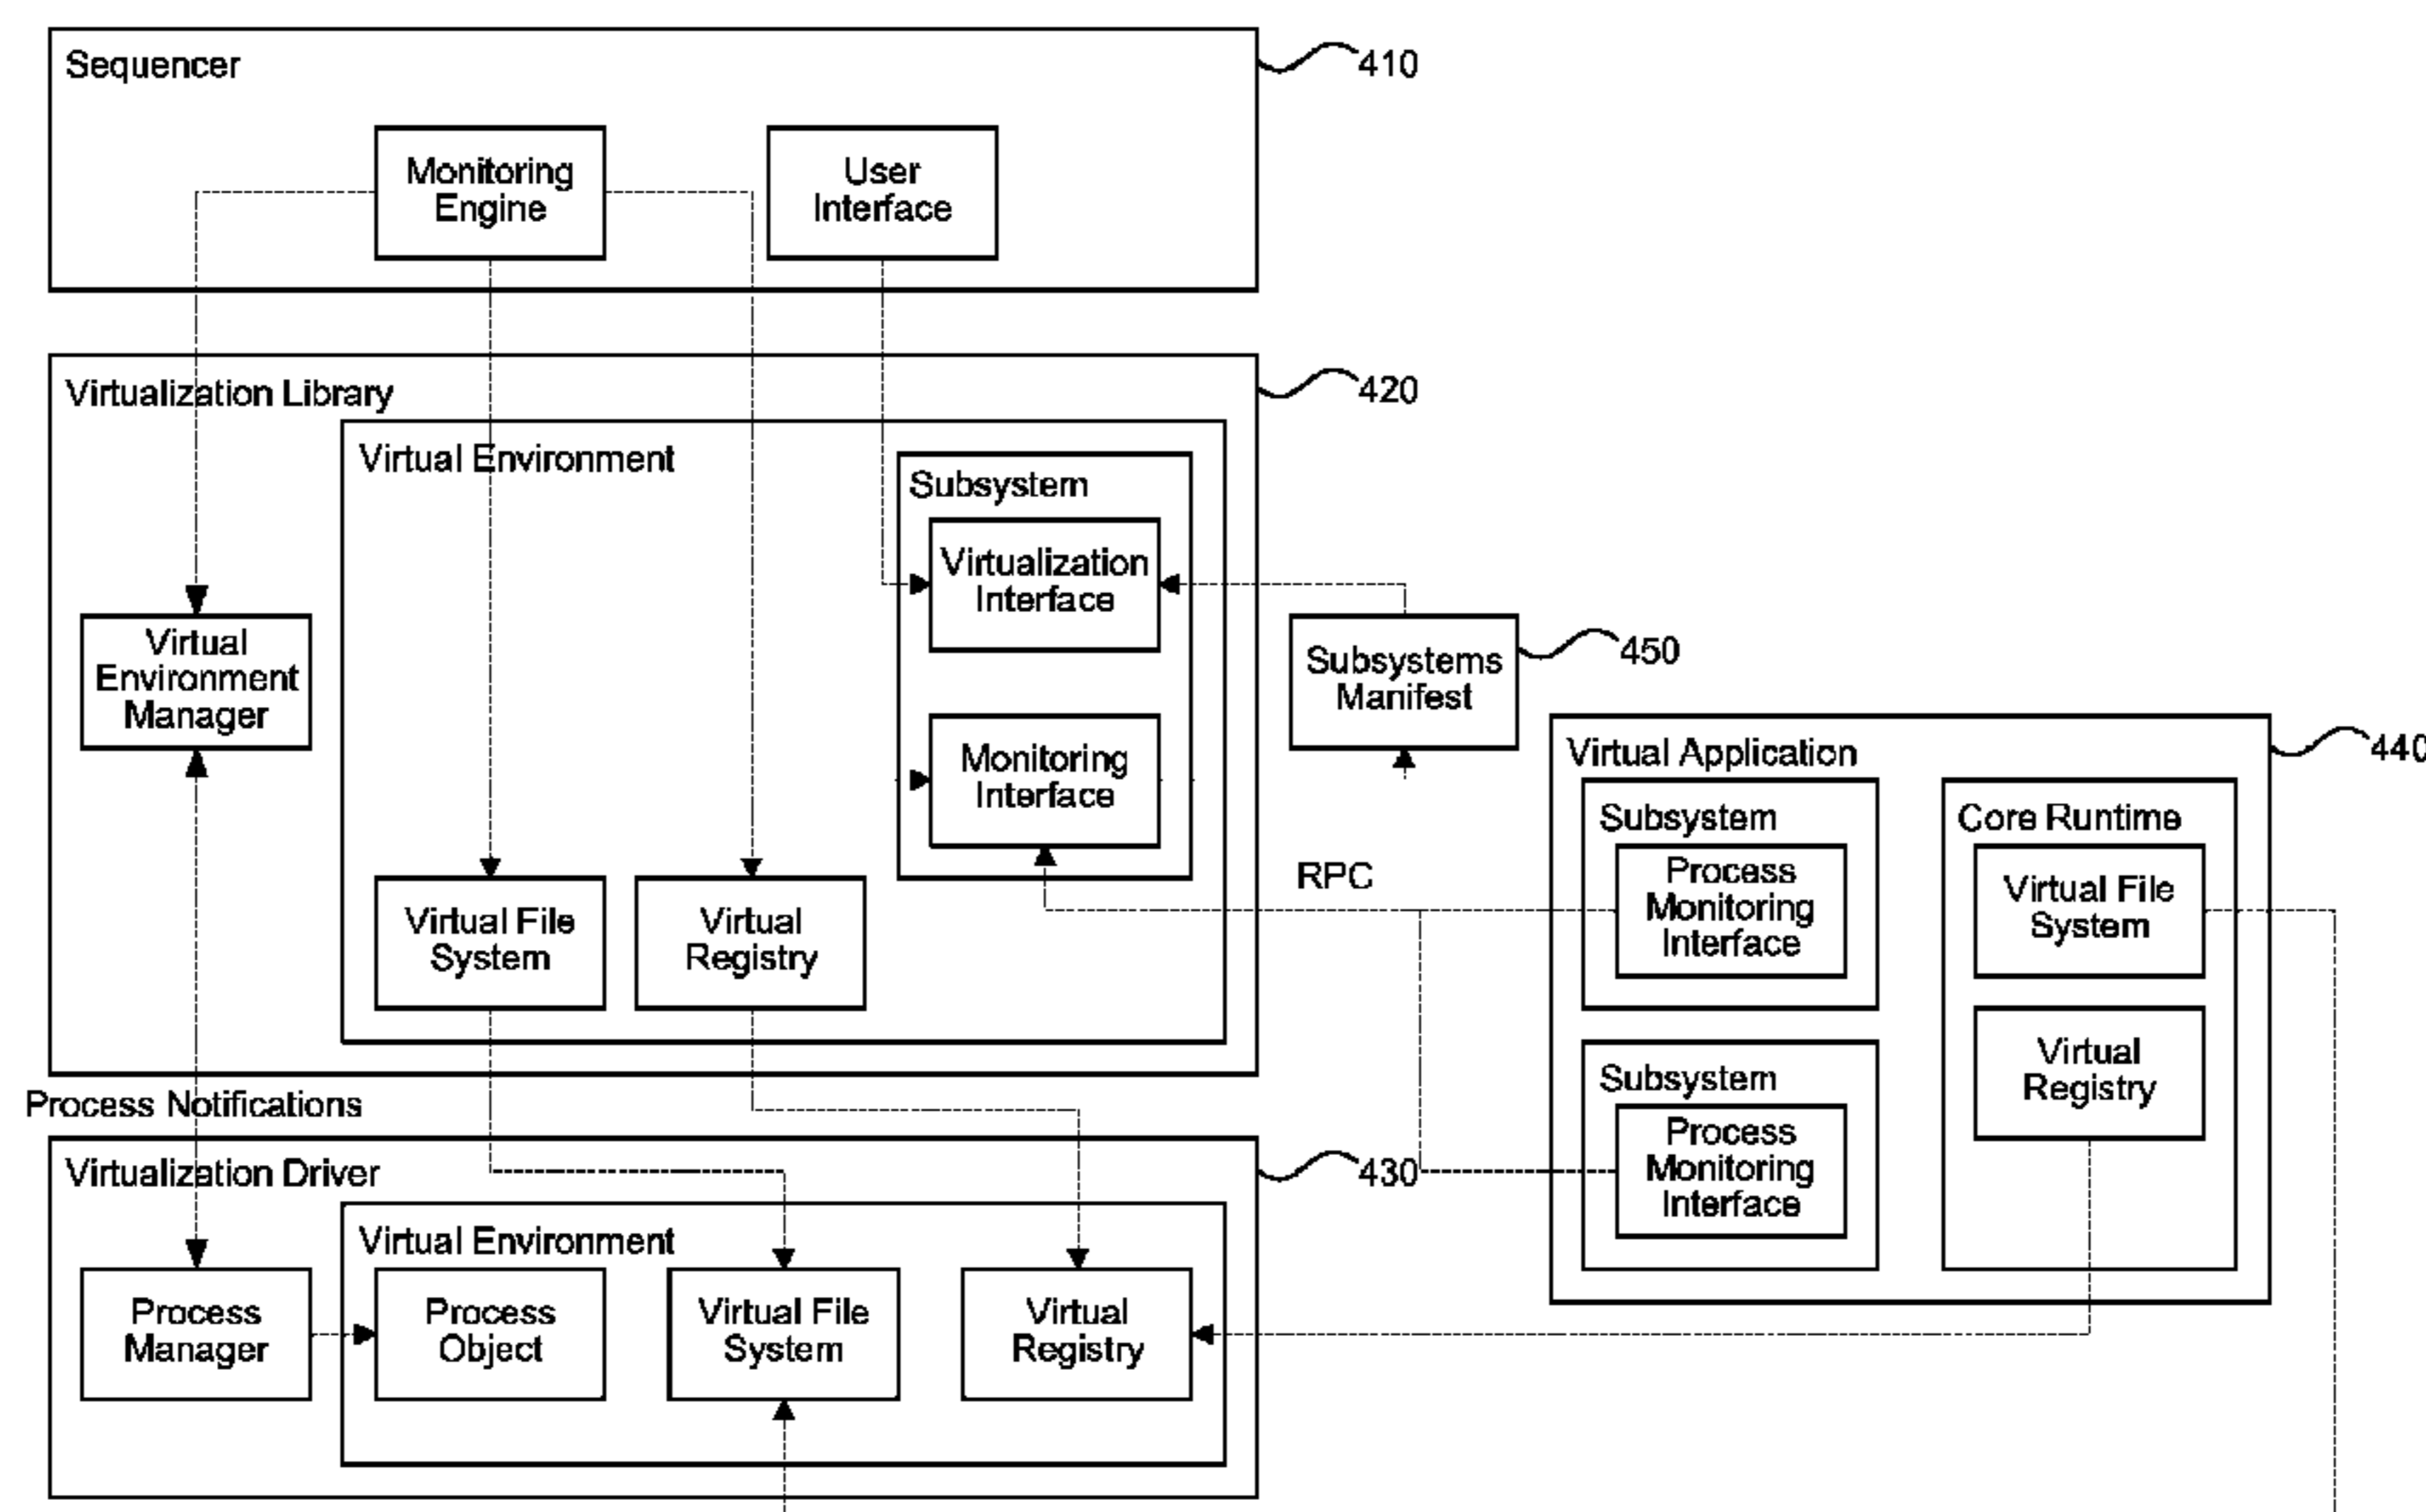 Sequencer
410
Monitoring
Engine
User
Interface
Virtualization Library
420
Virtual Environment
Subsystem
Virtualization
Interface
Virtual
Environment
Manager
Monitoring
Interface
Subsystems
Manifest
450
Virtual Application
440
Subsystem
Process
Monitoring
Interface
Core Runtime
Virtual File
System
RPC
Virtual File
System
Virtual
Registry
Virtual
Registry
Subsystem
Process
Monitoring
Interface
Process Notifications
Virtualization Driver
430
Virtual Environment
Process
Manager
Process
Object
Virtual File
System
Virtual
Registry